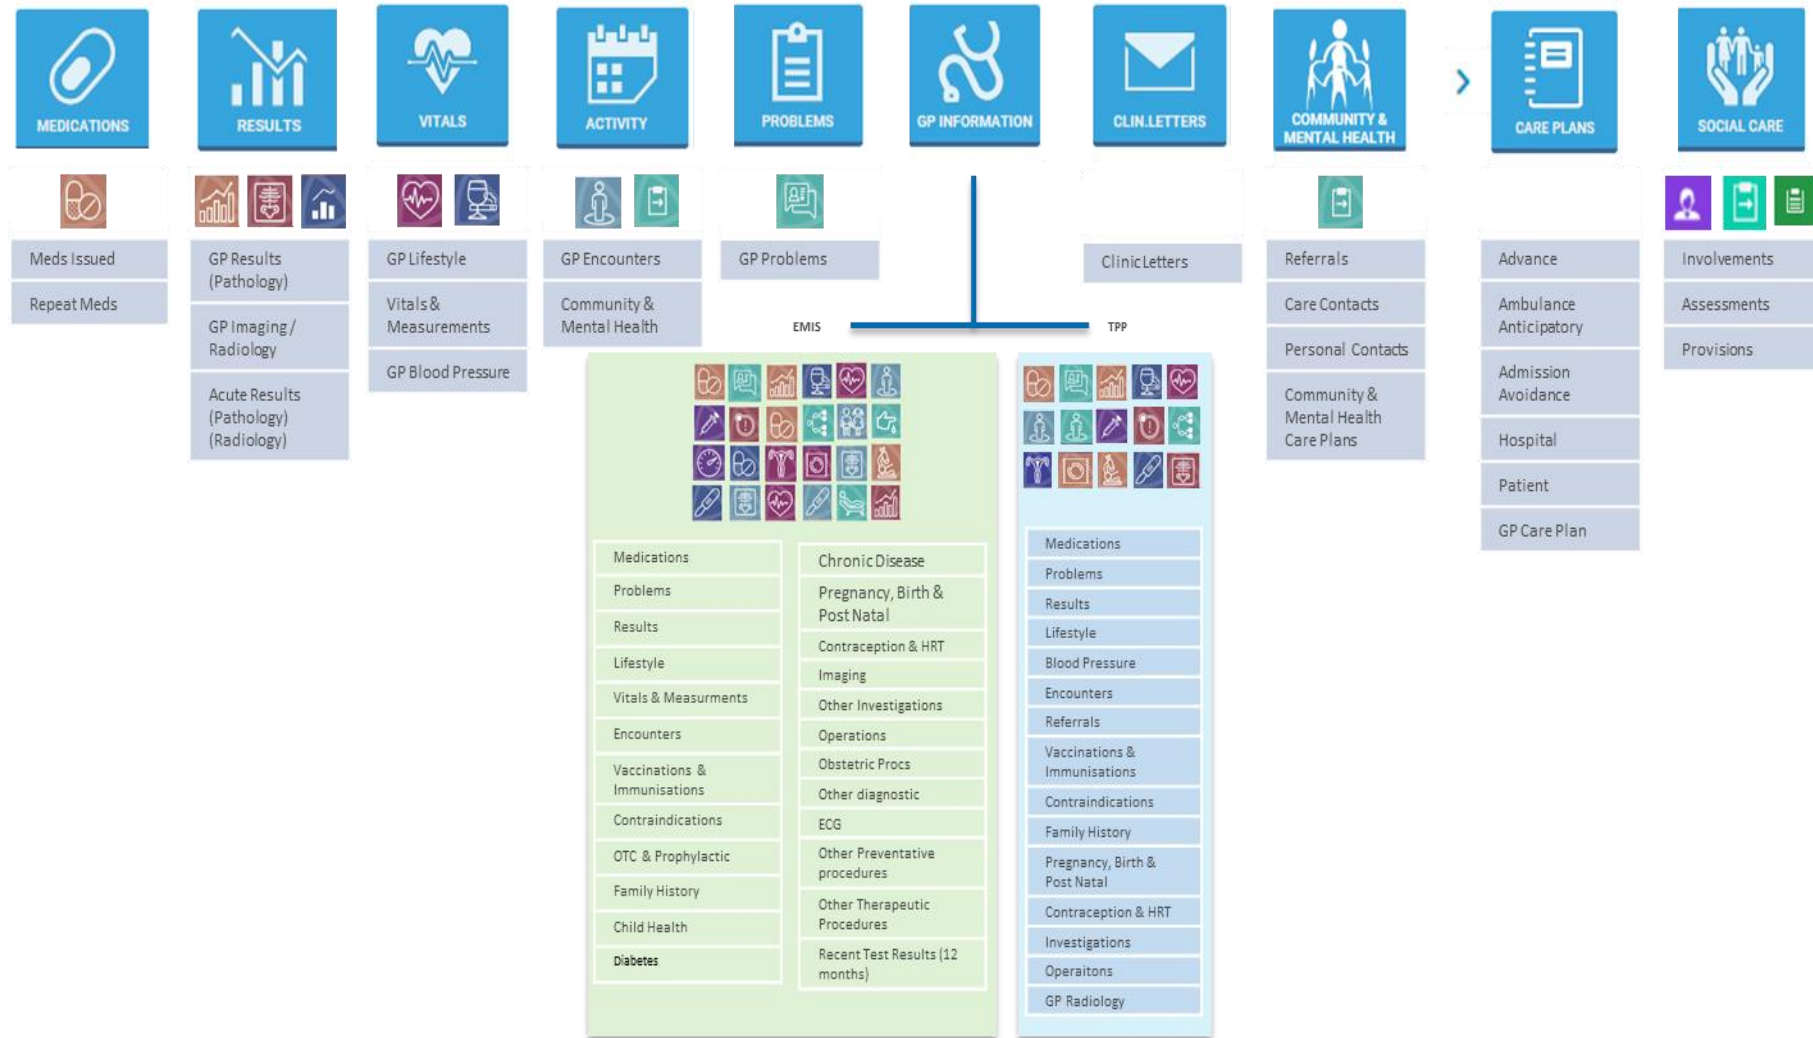 MEDICATIONS
RESULTS
VITALS
ACTIVITY
PROBLEMS
GP INFORMATION
CLIN.LETTERS
COMMUNITY &
MENTAL HEALTH
CARE PLANS
SOCIAL CARE
Meds Issued
Repeat Meds
GP Results
(Pathology)
GP Imaging /
Radiology
Acute Results
(Pathology)
(Radiology)
GP Lifestyle
Vitals &
Measurements
GP Blood Pressure
GP Encounters
Community &
Mental Health
GP Problems
Clinic Letters
Referrals
Care Contacts
Personal Contacts
Community &
Mental Health
Care Plans
Advance
Ambulance
Anticipatory
Admission
Avoidance
Hospital
Patient
GP Care Plan
Involvements
Assessments
Provisions
EMIS
TPP
Medications
Problems
Results
Lifestyle
Vitals & Measurments
Encounters
Vaccinations &
Immunisations
Contraindications
OTC & Prophylactic
Family History
Child Health
Diabetes
Chronic Disease
Pregnancy, Birth &
Post Natal
Contraception & HRT
Imaging
Other Investigations
Operations
Obstetric Procs
Other diagnostic
ECG
Other Preventative
procedures
Other Therapeutic
Procedures
Recent Test Results (12
months)
Medications
Problems
Results
Lifestyle
Blood Pressure
Encounters
Referrals
Vaccinations &
Immunisations
Contraindications
Family History
Pregnancy, Birth &
Post Natal
Contraception & HRT
Investigations
Operaitons
GP Radiology